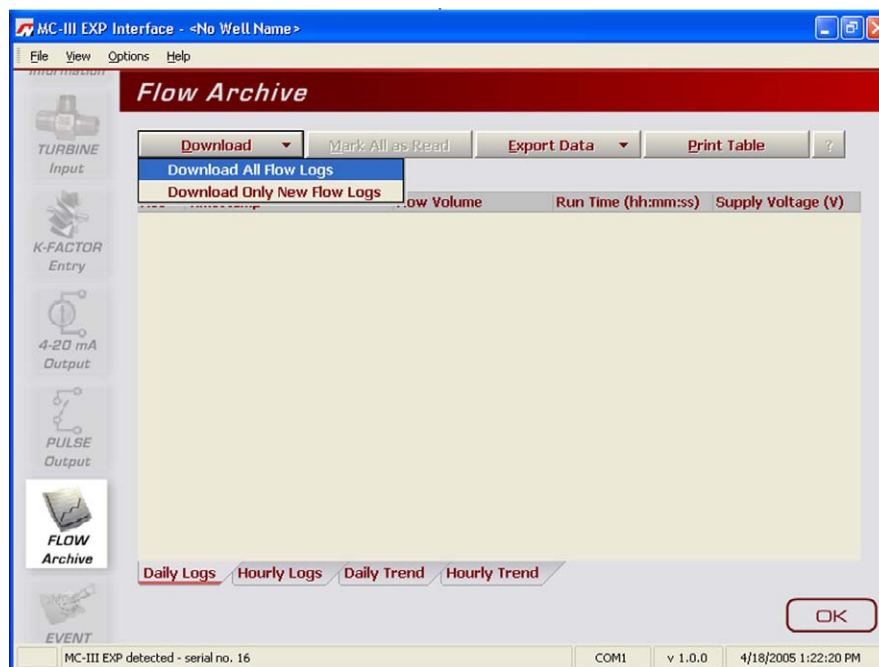 MC-III EXP Interface - <No Well Name>
File View Options Help
Information
Flow Archive
Download Mark All as Read Export Data Print Table ?
Download All Flow Logs
Download Only New Flow Logs
Flow Volume Run Time (hh:mm:ss) Supply Voltage (V)
TURBINE
Input
K-FACTOR
Entry
4-20 mA
Output
PULSE
Output
FLOW
Archive
EVENT
Daily Logs Hourly Logs Daily Trend Hourly Trend
OK
MC-III EXP detected - serial no. 16 COM1 v 1.0.0 4/18/2005 1:22:20 PM